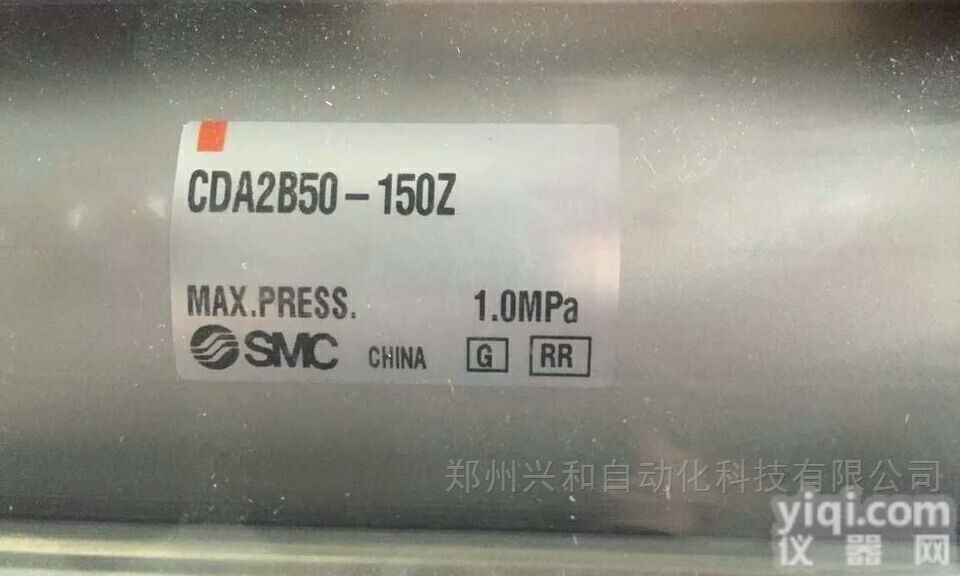 CDA2B50-150Z
MAX.PRESS. 1.0MPa
SMC CHINA G RR
郑州兴和自动化科技有限公司
yiqi.com
仪器网